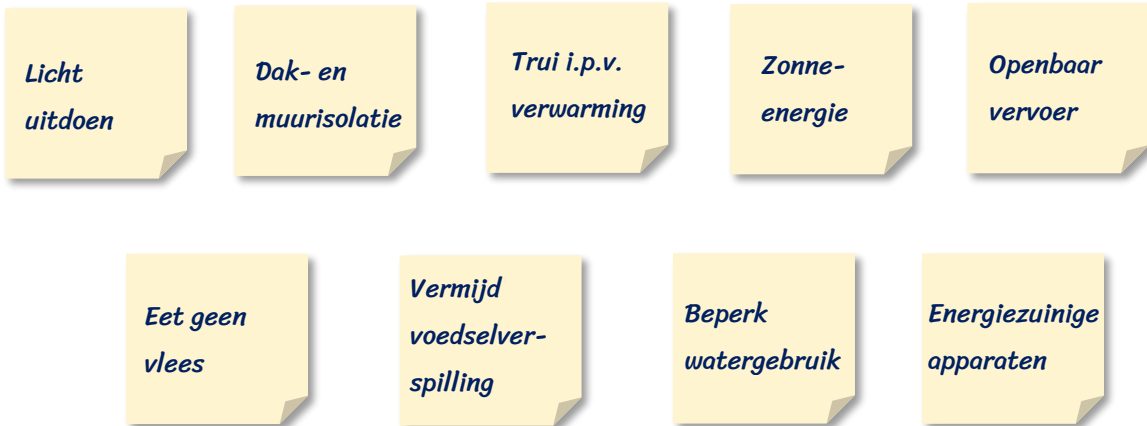 Licht
uitdoen
Dak- en
muurisolatie
Trui i.p.v.
verwarming
Zonne-
energie
Openbaar
vervoer
Eet geen
vlees
Vermijd
voedselver-
spilling
Beperk
watergebruik
Energiezuinige
apparaten